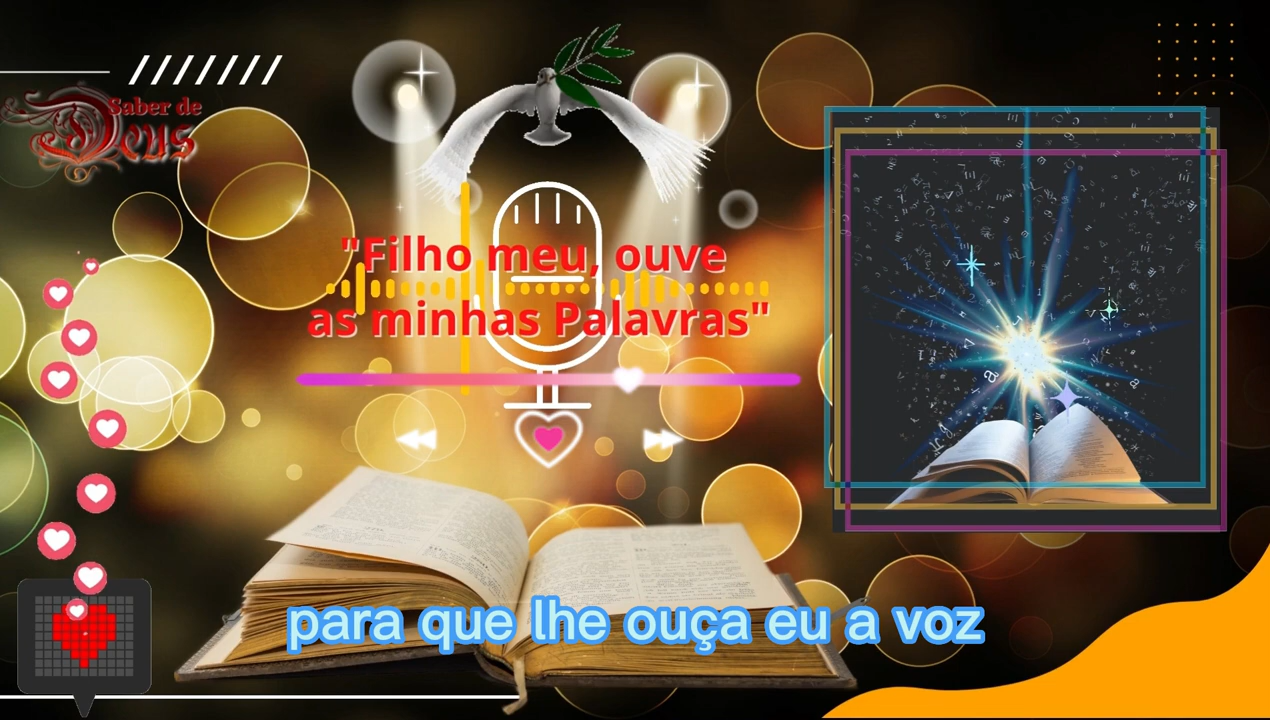 Saber de
Deus
"Filho meu, ouve
as minhas Palavras"
para que lhe ouça eu a voz